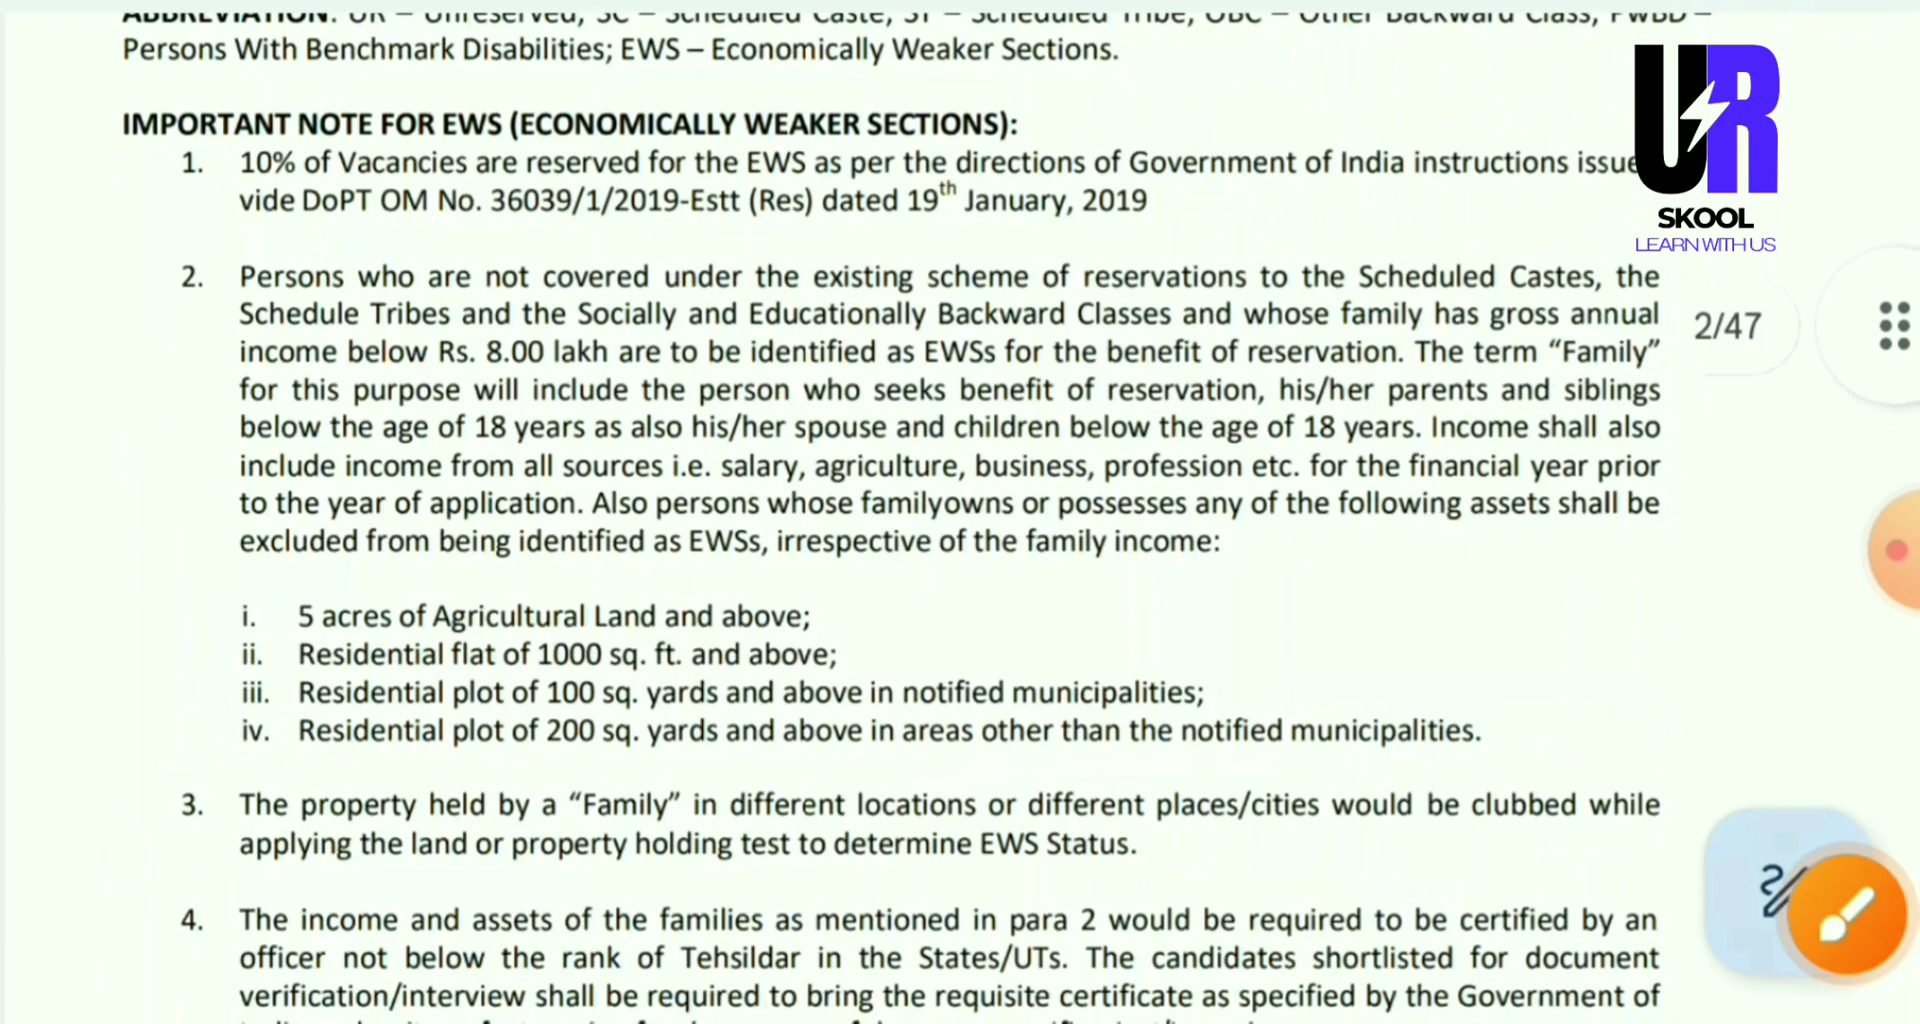 ABBREVIATION: UR – Unreserved, SC – Scheduled Caste, ST – Scheduled Tribe, OBC – Other Backward Class, PWBD –
Persons With Benchmark Disabilities; EWS – Economically Weaker Sections.
IMPORTANT NOTE FOR EWS (ECONOMICALLY WEAKER SECTIONS):
1. 10% of Vacancies are reserved for the EWS as per the directions of Government of India instructions issue
vide DoPT OM No. 36039/1/2019-Estt (Res) dated 19th January, 2019
UR
SKOOL
LEARN WITH US
2. Persons who are not covered under the existing scheme of reservations to the Scheduled Castes, the
Schedule Tribes and the Socially and Educationally Backward Classes and whose family has gross annual
income below Rs. 8.00 lakh are to be identified as EWSs for the benefit of reservation. The term “Family”
for this purpose will include the person who seeks benefit of reservation, his/her parents and siblings
below the age of 18 years as also his/her spouse and children below the age of 18 years. Income shall also
include income from all sources i.e. salary, agriculture, business, profession etc. for the financial year prior
to the year of application. Also persons whose familyowns or possesses any of the following assets shall be
excluded from being identified as EWSs, irrespective of the family income:
2/47
i. 5 acres of Agricultural Land and above;
ii. Residential flat of 1000 sq. ft. and above;
iii. Residential plot of 100 sq. yards and above in notified municipalities;
iv. Residential plot of 200 sq. yards and above in areas other than the notified municipalities.
3. The property held by a “Family” in different locations or different places/cities would be clubbed while
applying the land or property holding test to determine EWS Status.
4. The income and assets of the families as mentioned in para 2 would be required to be certified by an
officer not below the rank of Tehsildar in the States/UTs. The candidates shortlisted for document
verification/interview shall be required to bring the requisite certificate as specified by the Government of